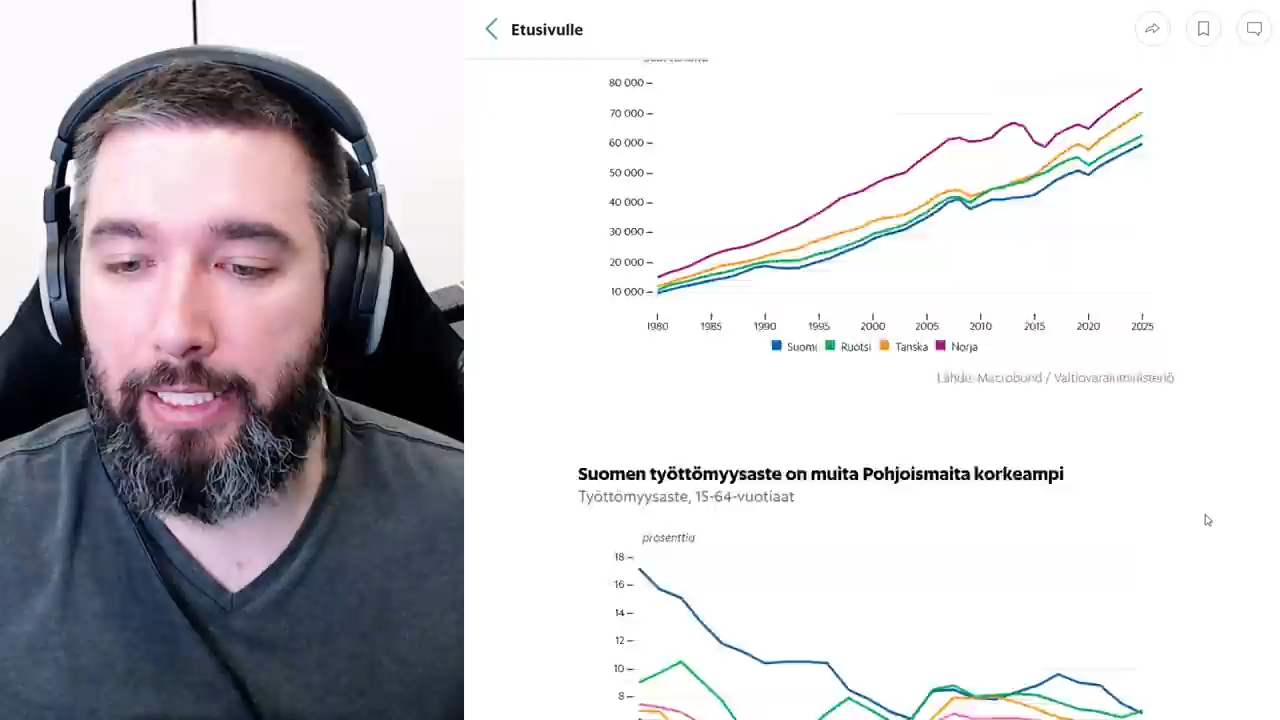 Etusivulle
80 000
70 000
60 000
50 000
40 000
30 000
20 000
10 000
1980 1985 1990 1995 2000 2005 2010 2015 2020 2025
Suomi Ruotsi Tanska Norja
Lähde: Macrobond / Valtiovarainministeriö
Suomen työttömyysaste on muita Pohjoismaita korkeampi
Työttömyysaste, 15-64-vuotiaat
prosenttia
18
16
14
12
10
8